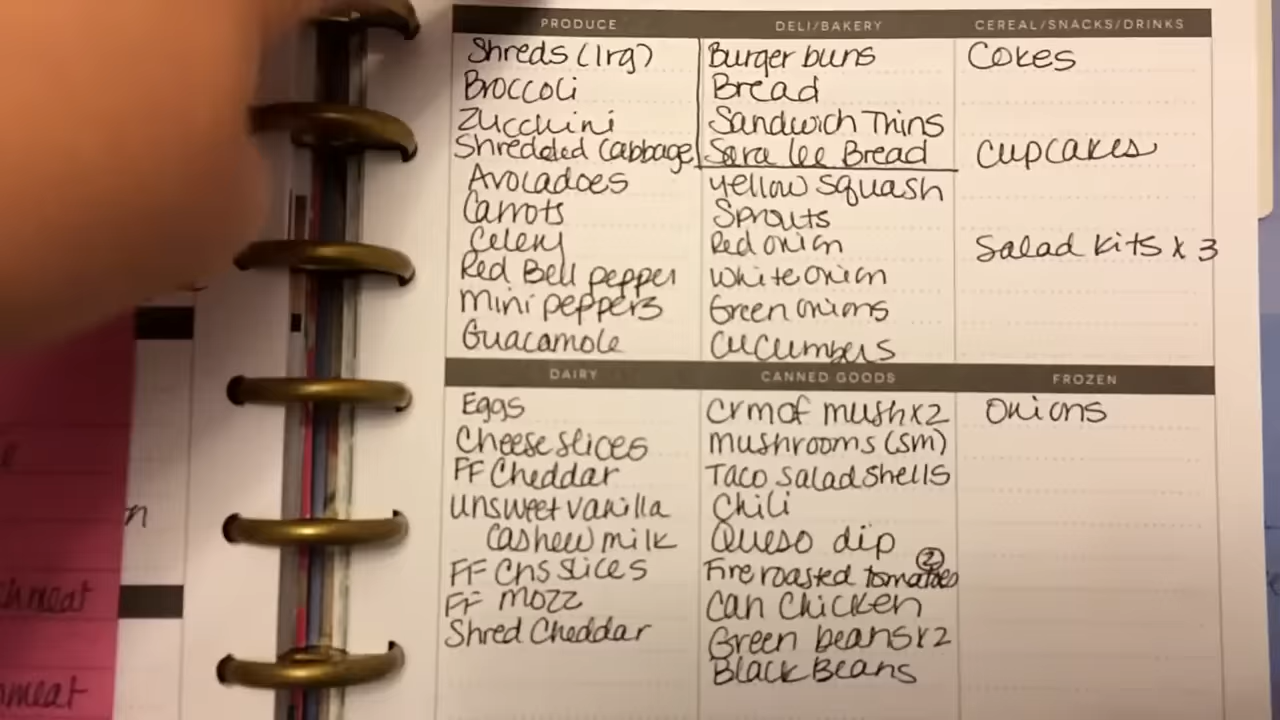 PRODUCE
Shreds (lrg)
Broccoli
Zucchini
Shredded Cabbage
Avocadoes
Carrots
Celery
Red Bell pepper
mini peppers
Guacamole
DELI/BAKERY
Burger buns
Bread
Sandwich Thins
Sara lee Bread
yellow squash
Sprouts
Red onion
White onion
Green onions
Cucumbers
CEREAL/SNACKS/DRINKS
Cokes
Cupcakes
Salad Kits x 3
DAIRY
Eggs
Cheese slices
FF Cheddar
unsweet vanilla
Cashew milk
FF Chs slices
FF mozz
Shred Cheddar
CANNED GOODS
Crm of mush x2
mushrooms (sm)
Taco Salad Shells
Chili
Queso dip
Fire roasted tomatoes (2)
Can Chicken
Green beans x2
Black Beans
FROZEN
Onions
meat
meat